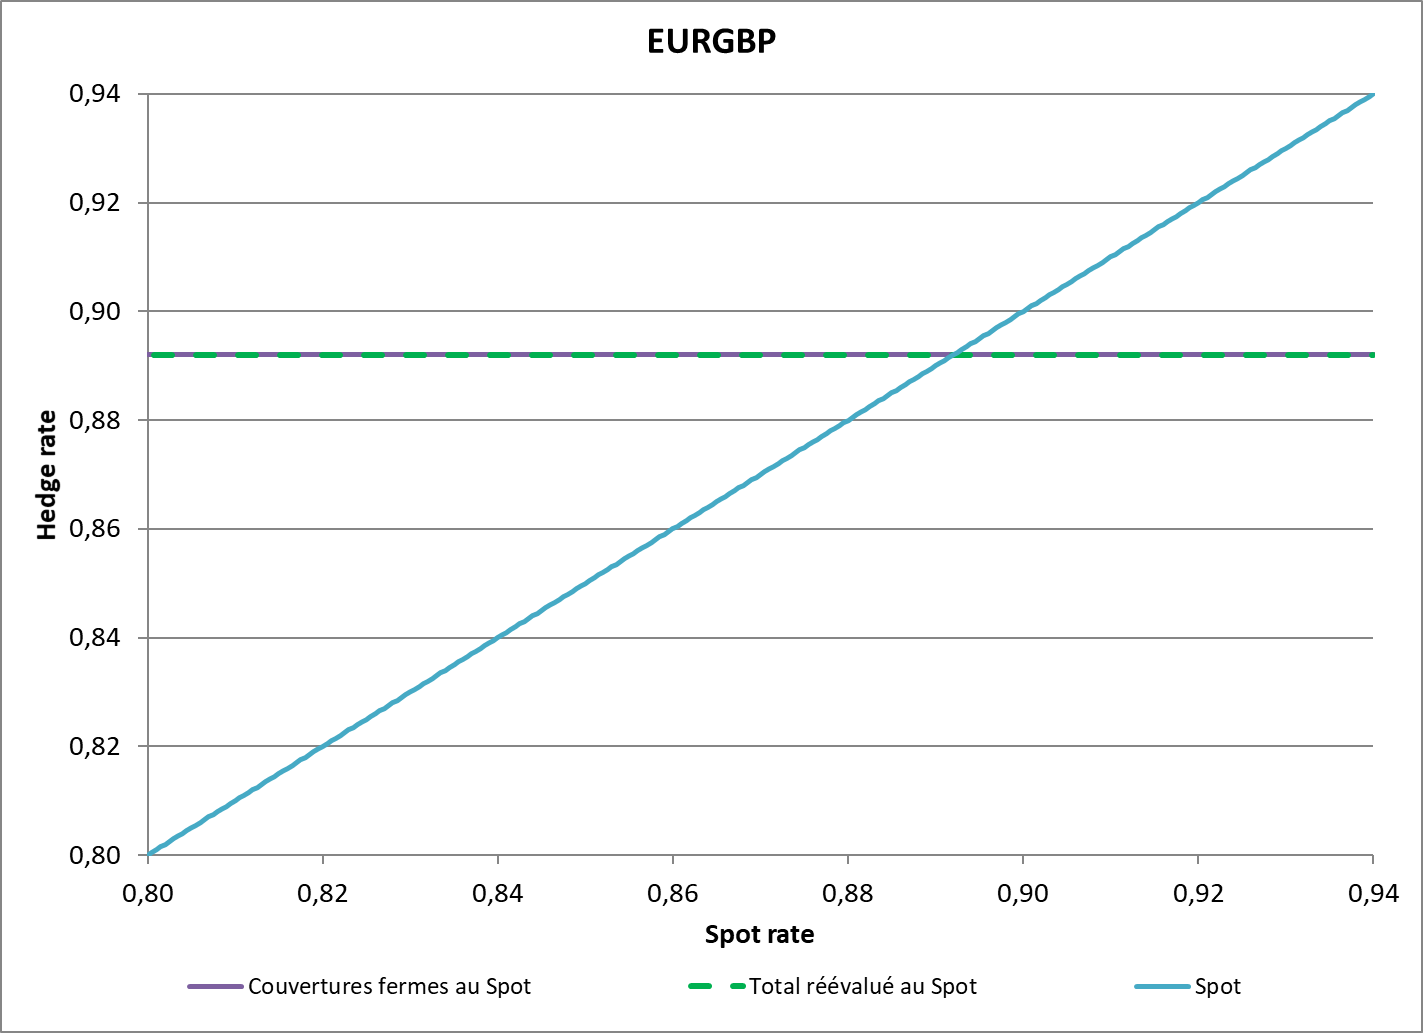 EURGBP
0,94
0,92
0,90
0,88
0,86
0,84
0,82
0,80
Hedge rate
0,80 0,82 0,84 0,86 0,88 0,90 0,92 0,94
Spot rate
Couvertures fermes au Spot Total réévalué au Spot Spot